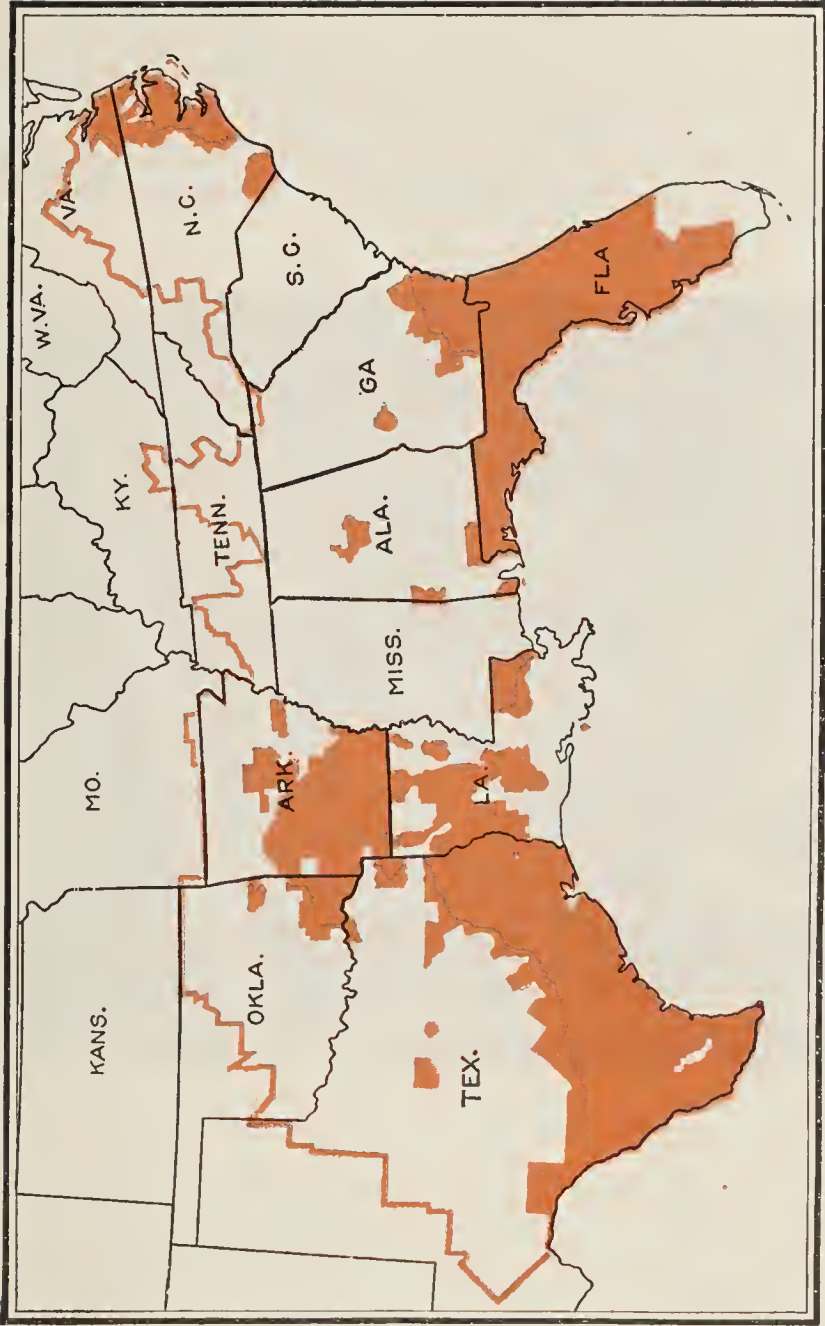 KANS.
MO.
KY.
W.VA.
VA.
OKLA.
ARK.
TENN.
N.C.
S.C.
TEX.
LA.
MISS.
ALA.
GA
FLA